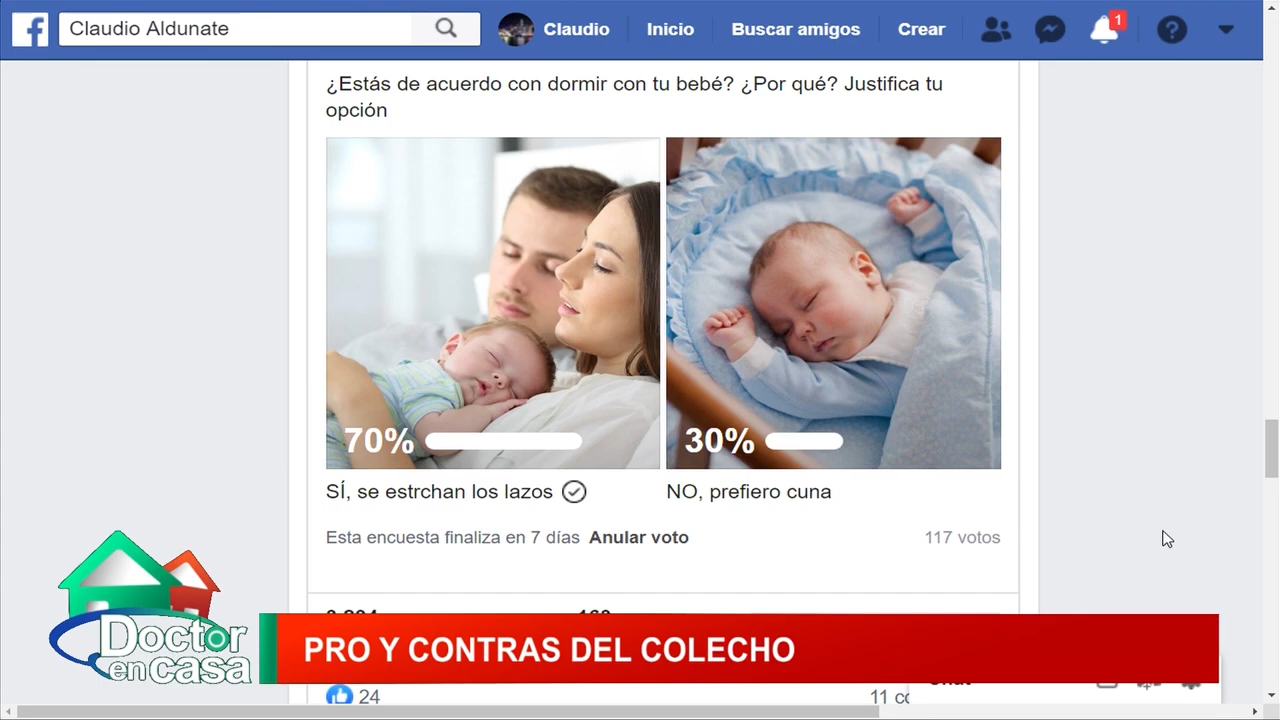 Claudio Aldunate
Claudio
Inicio
Buscar amigos
Crear
1
¿Estás de acuerdo con dormir con tu bebé? ¿Por qué? Justifica tu
opción
70%
30%
SÍ, se estrchan los lazos
NO, prefiero cuna
Esta encuesta finaliza en 7 días Anular voto
117 votos
Doctor
en casa
PRO Y CONTRAS DEL COLECHO
24
11